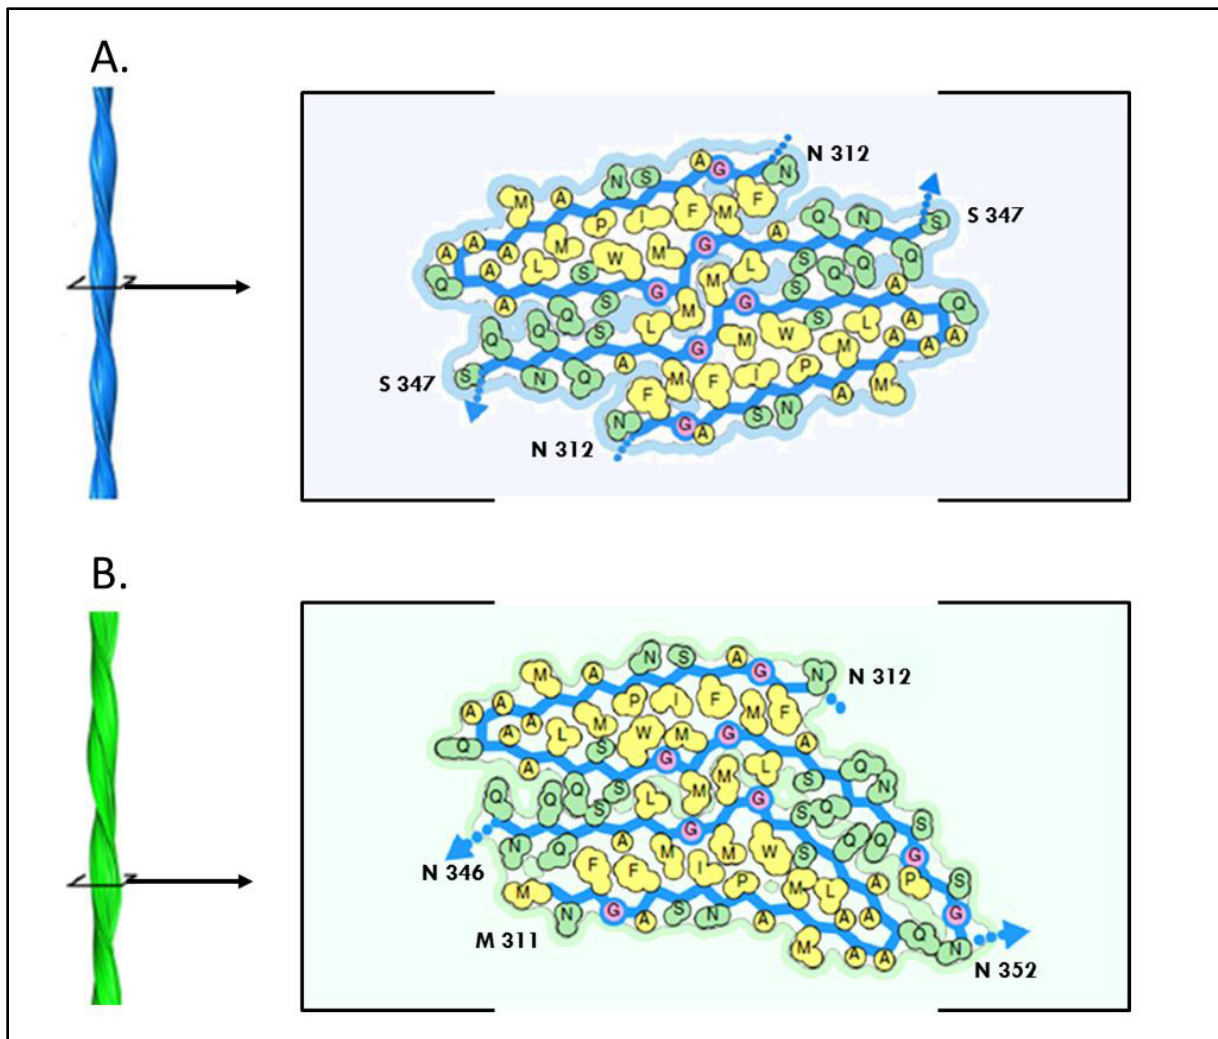 A.
A G N
N 312
M A N S
P I F M F
S 347
A A A M W M G A Q N S
Q A L S G M L S Q Q Q
A Q Q Q S S L M G S S A Q
S N Q A G M W M L A A A A
S 347
N F M F I P A M
N 312
G A S N
B.
M A N S A G N
N 312
A A P I F M F
Q A A L M S W M G G A Q N
A Q Q Q S S L M M L S S
N 346
N Q A M G M W G S Q Q Q G S
M F F I P M L A P G
M 311
N G A S N A M A A Q N
A A
N 352